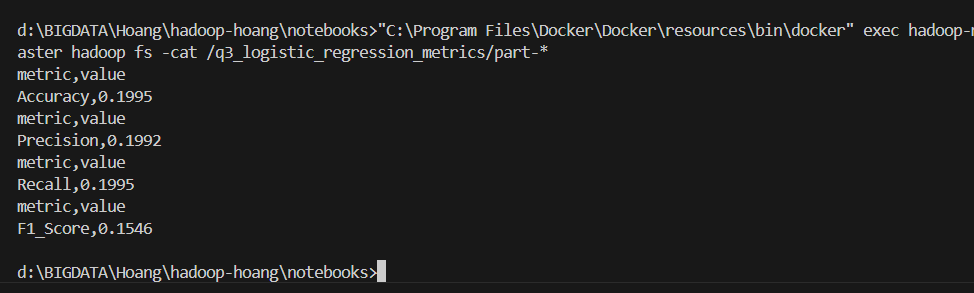 d:\BIGDATA\Hoang\hadoop-hoang\notebooks>"C:\Program Files\Docker\Docker\resources\bin\docker" exec hadoop-
aster hadoop fs -cat /q3_logistic_regression_metrics/part-*
metric,value
Accuracy,0.1995
metric,value
Precision,0.1992
metric,value
Recall,0.1995
metric,value
F1_Score,0.1546
d:\BIGDATA\Hoang\hadoop-hoang\notebooks>